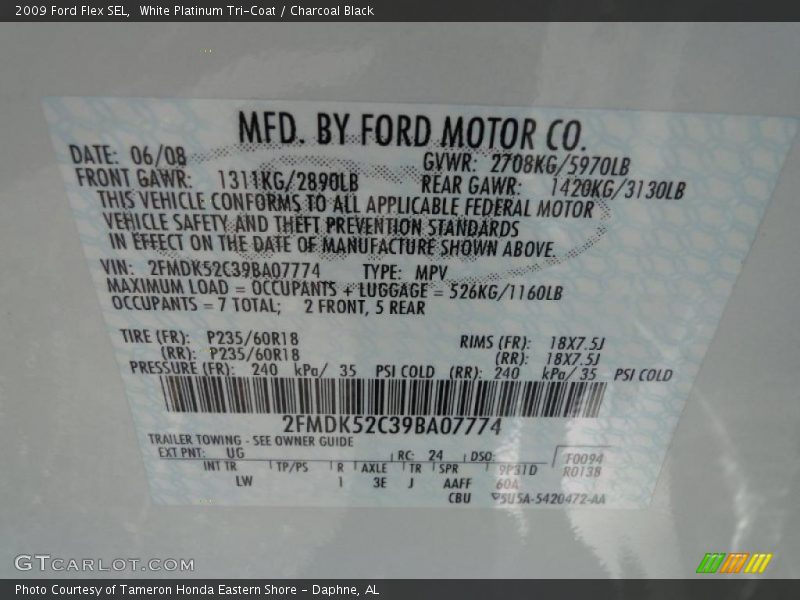 2009 Ford Flex SEL,  White Platinum Tri-Coat / Charcoal Black
MFD. BY FORD MOTOR CO.
DATE: 06/08 GVWR: 2708KG/5970LB
FRONT GAWR: 1311KG/2890LB REAR GAWR: 1420KG/3130LB
THIS VEHICLE CONFORMS TO ALL APPLICABLE FEDERAL MOTOR
VEHICLE SAFETY AND THEFT PREVENTION STANDARDS
IN EFFECT ON THE DATE OF MANUFACTURE SHOWN ABOVE.
VIN: 2FMDK52C39BA07774 TYPE: MPV
MAXIMUM LOAD = OCCUPANTS + LUGGAGE = 526KG/1160LB
OCCUPANTS = 7 TOTAL; 2 FRONT, 5 REAR
TIRE (FR): P235/60R18 RIMS (FR): 18X7.5J
(RR): P235/60R18 (RR): 18X7.5J
PRESSURE (FR): 240 kPa/ 35 PSI COLD (RR): 240 kPa/ 35 PSI COLD
2FMDK52C39BA07774
TRAILER TOWING - SEE OWNER GUIDE
EXT PNT: UG RC: 24 DSO: F0094
INT TR TP/PS R AXLE TR SPR 9P31D R0138
LW 1 3E J AAFF 60A
CBU 5U5A-5420472-AA
GTCARLOT.COM
Photo Courtesy of Tameron Honda Eastern Shore - Daphne, AL